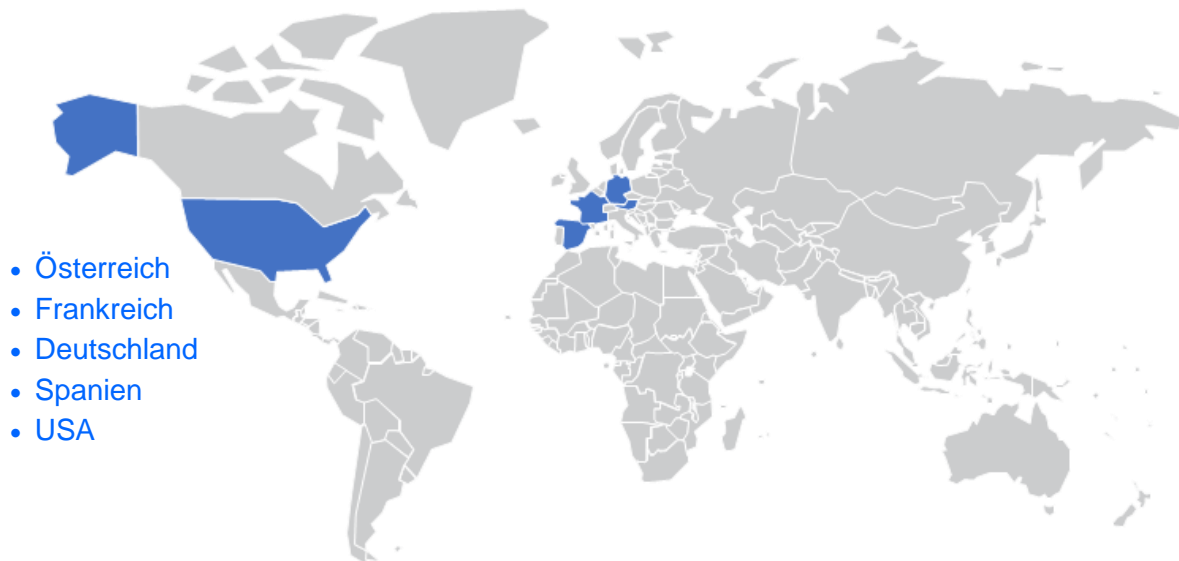 • Österreich
• Frankreich
• Deutschland
• Spanien
• USA